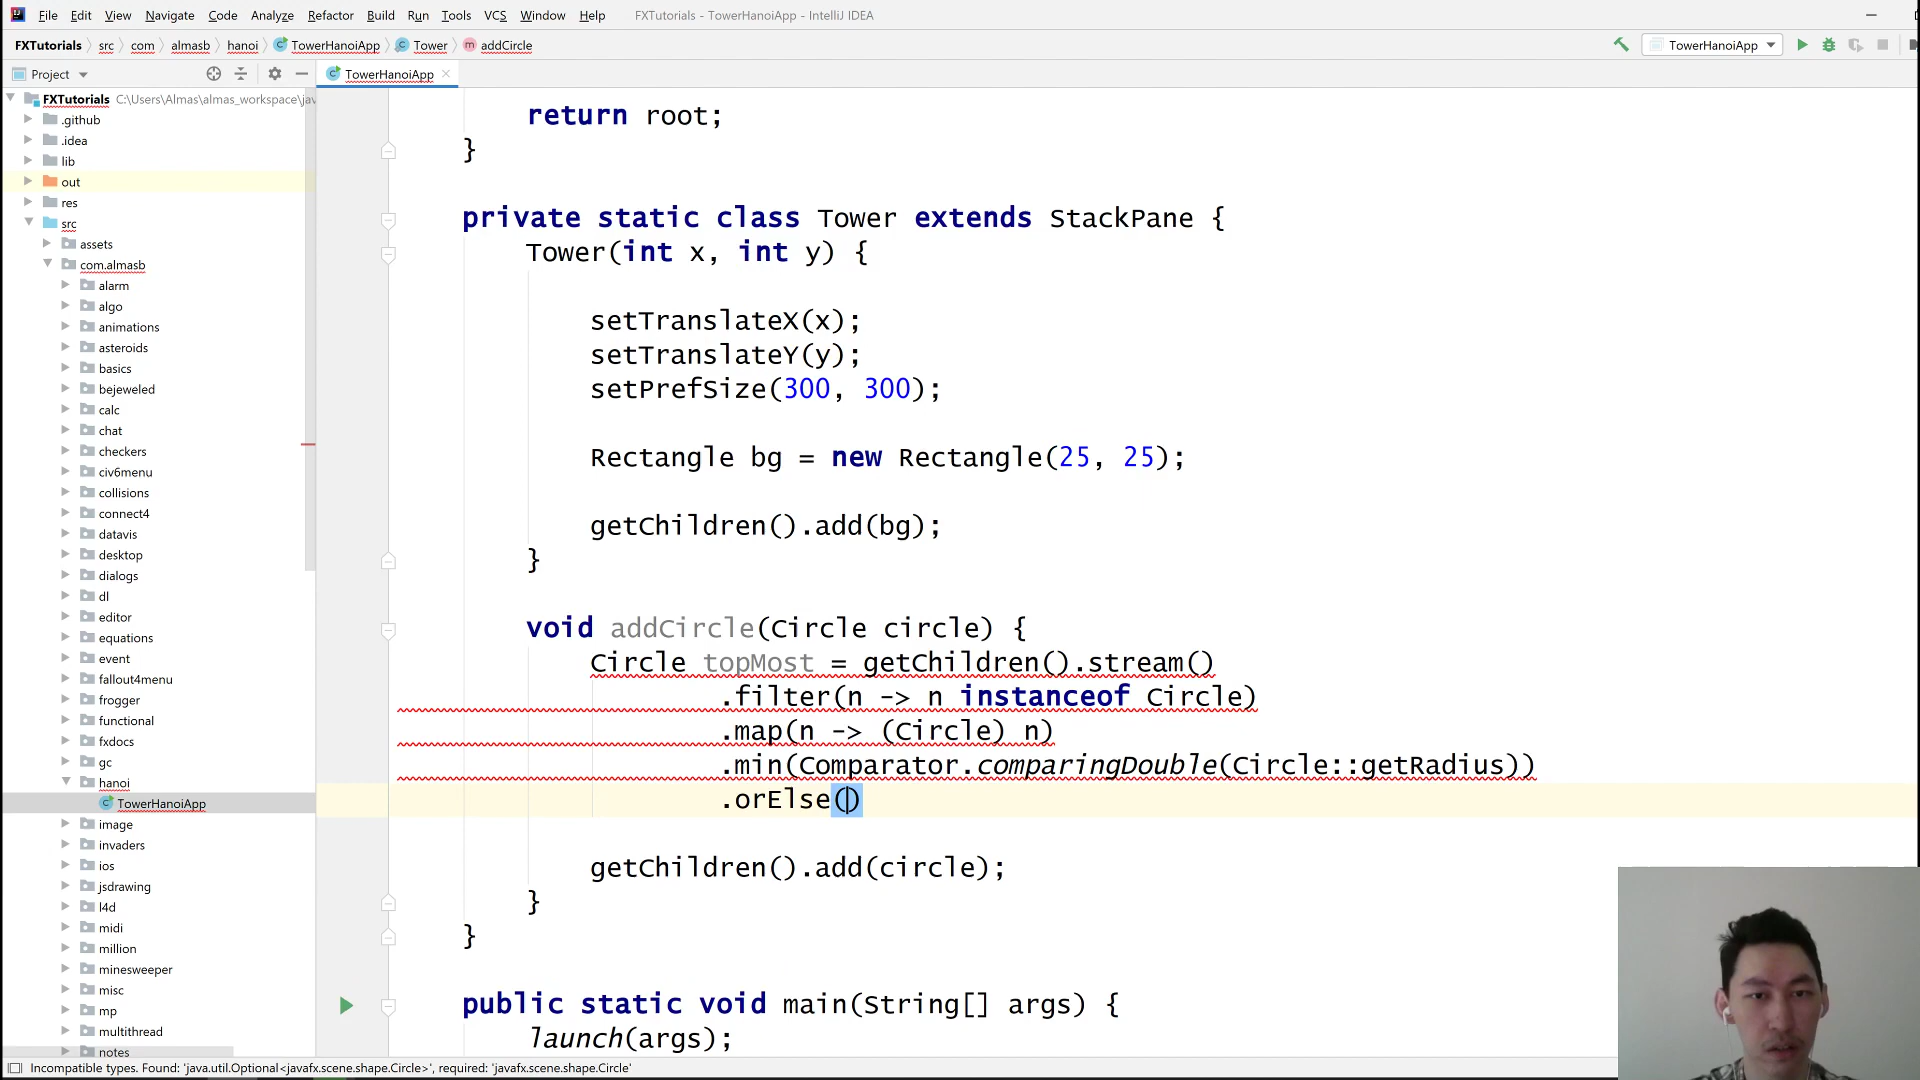 File Edit View Navigate Code Analyze Refactor Build Run Tools VCS Window Help FXTutorials - TowerHanoiApp - IntelliJ IDEA
FXTutorials src com almasb hanoi TowerHanoiApp Tower addCircle TowerHanoiApp
Project TowerHanoiApp
FXTutorials C:\Users\Almas\almas_workspace\jav
.github
.idea
lib
out
res
src
assets
com.almasb
alarm
algo
animations
asteroids
basics
bejeweled
calc
chat
checkers
civ6menu
collisions
connect4
datavis
desktop
dialogs
dl
editor
equations
event
fallout4menu
frogger
functional
fxdocs
gc
hanoi
TowerHanoiApp
image
invaders
ios
jsdrawing
l4d
midi
million
minesweeper
misc
mp
multithread
notes
return root;
}
private static class Tower extends StackPane {
Tower(int x, int y) {
setTranslateX(x);
setTranslateY(y);
setPrefSize(300, 300);
Rectangle bg = new Rectangle(25, 25);
getChildren().add(bg);
}
void addCircle(Circle circle) {
Circle topMost = getChildren().stream()
.filter(n -> n instanceof Circle)
.map(n -> (Circle) n)
.min(Comparator.comparingDouble(Circle::getRadius))
.orElse()
getChildren().add(circle);
}
}
public static void main(String[] args) {
launch(args);
Incompatible types. Found: 'java.util.Optional<javafx.scene.shape.Circle>', required: 'javafx.scene.shape.Circle'